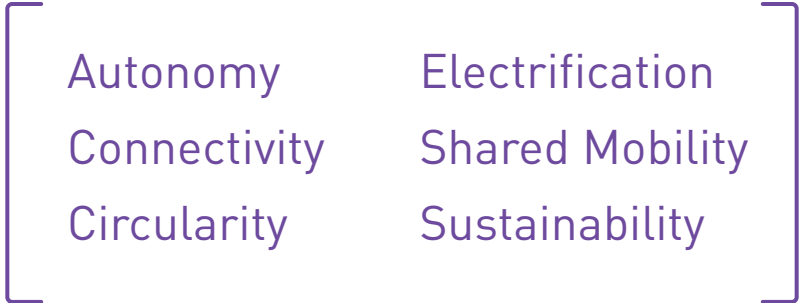 Autonomy
Connectivity
Circularity
Electrification
Shared Mobility
Sustainability